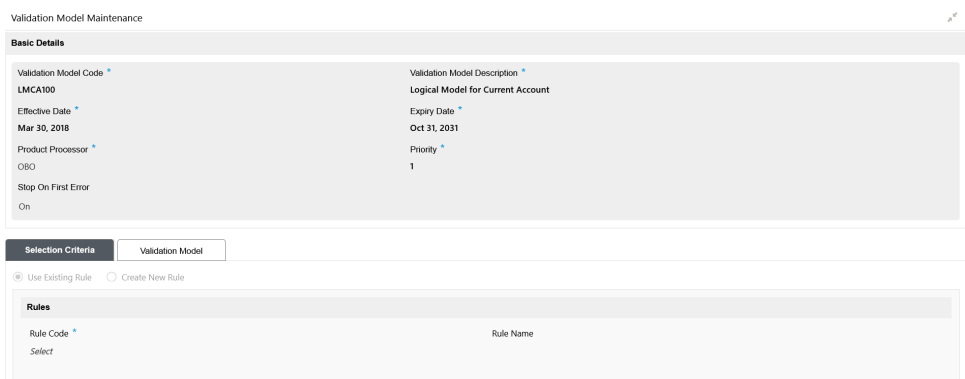 Validation Model Maintenance
Basic Details
Validation Model Code *
Validation Model Description *
LMCA100
Logical Model for Current Account
Effective Date *
Expiry Date *
Mar 30, 2018
Oct 31, 2031
Product Processor *
Priority *
OBO
1
Stop On First Error
On
Selection Criteria
Validation Model
Use Existing Rule
Create New Rule
Rules
Rule Code *
Rule Name
Select